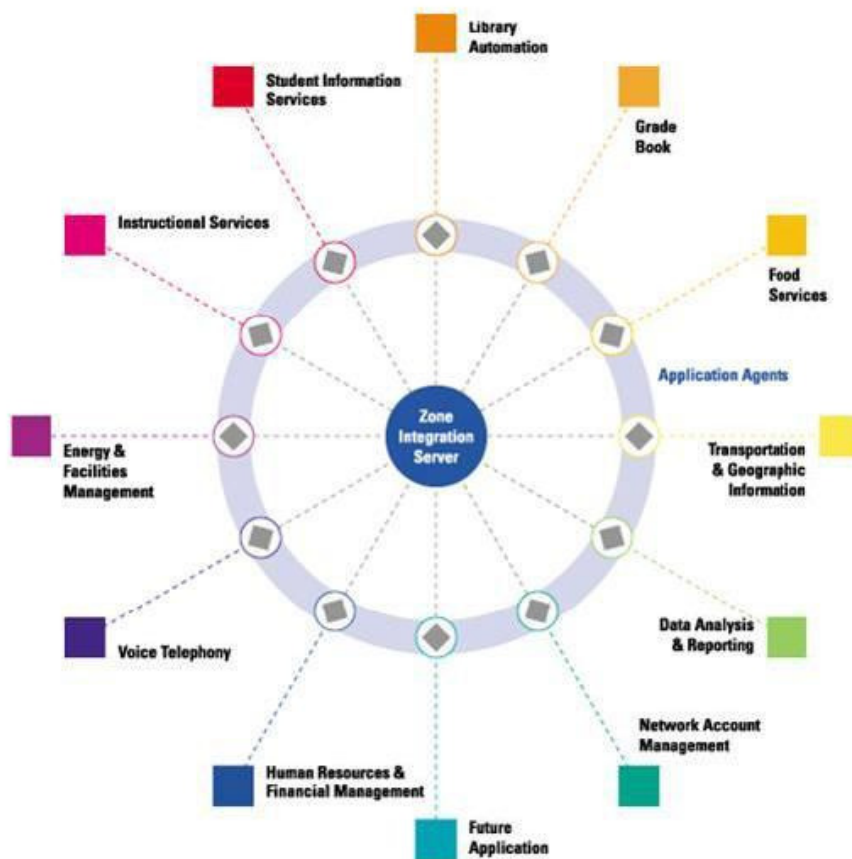 Library
Automation
Student Information
Services
Grade
Book
Instructional Services
Food
Services
Application Agents
Zone
Integration
Server
Energy &
Facilities
Management
Transportation
& Geographic
Information
Data Analysis
& Reporting
Voice Telephony
Network Account
Management
Human Resources &
Financial Management
Future
Application